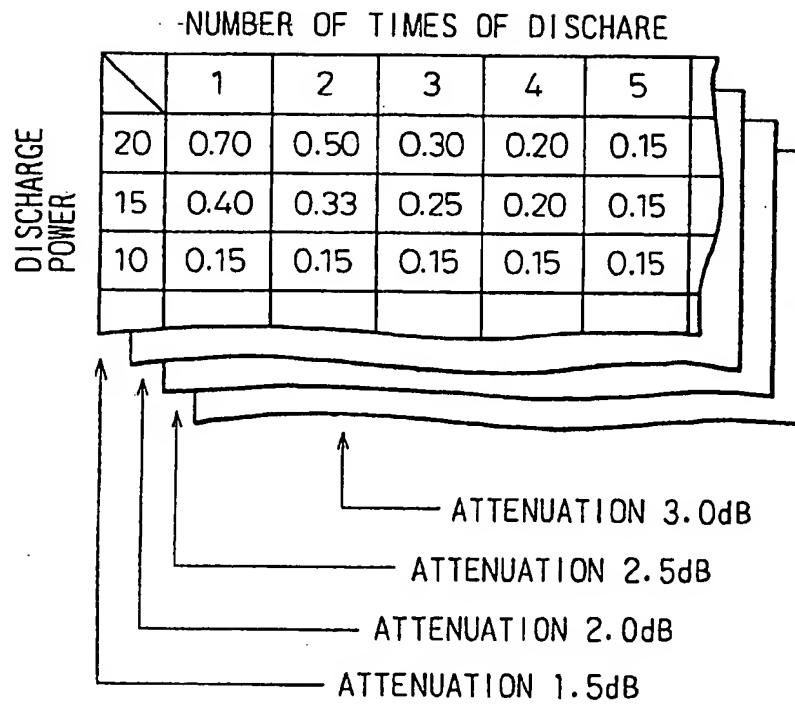 NUMBER OF TIMES OF DISCHARE
1 2 3 4 5
DISCHARGE
POWER
20 0.70 0.50 0.30 0.20 0.15
15 0.40 0.33 0.25 0.20 0.15
10 0.15 0.15 0.15 0.15 0.15
ATTENUATION 3.0dB
ATTENUATION 2.5dB
ATTENUATION 2.0dB
ATTENUATION 1.5dB